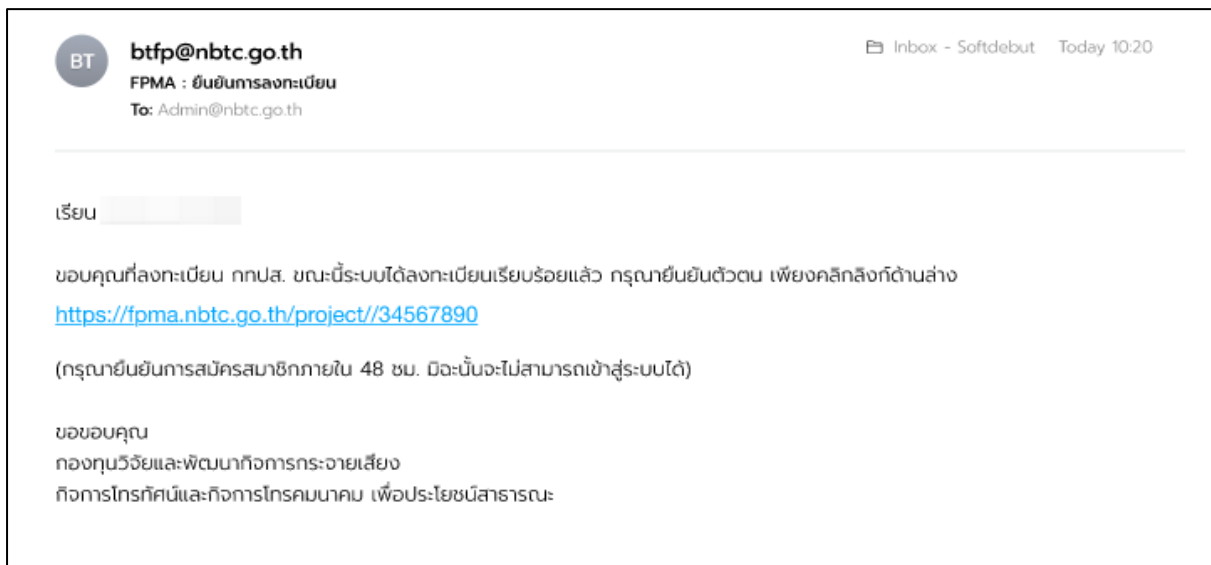 BT
btfp@nbtc.go.th
Inbox - Softdebut Today 10:20
FPMA : ยืนยันการลงทะเบียน
To: Admin@nbtc.go.th
เรียน
ขอบคุณที่ลงทะเบียน กทปส. ขณะนี้ระบบได้ลงทะเบียนเรียบร้อยแล้ว กรุณายืนยันตัวตน เพียงคลิกลิงก์ด้านล่าง
https://fpma.nbtc.go.th/project//34567890
(กรุณายืนยันการสมัครสมาชิกภายใน 48 ชม. มิฉะนั้นจะไม่สามารถเข้าสู่ระบบได้)
ขอขอบคุณ
กองทุนวิจัยและพัฒนากิจการกระจายเสียง
กิจการโทรทัศน์และกิจการโทรคมนาคม เพื่อประโยชน์สาธารณะ